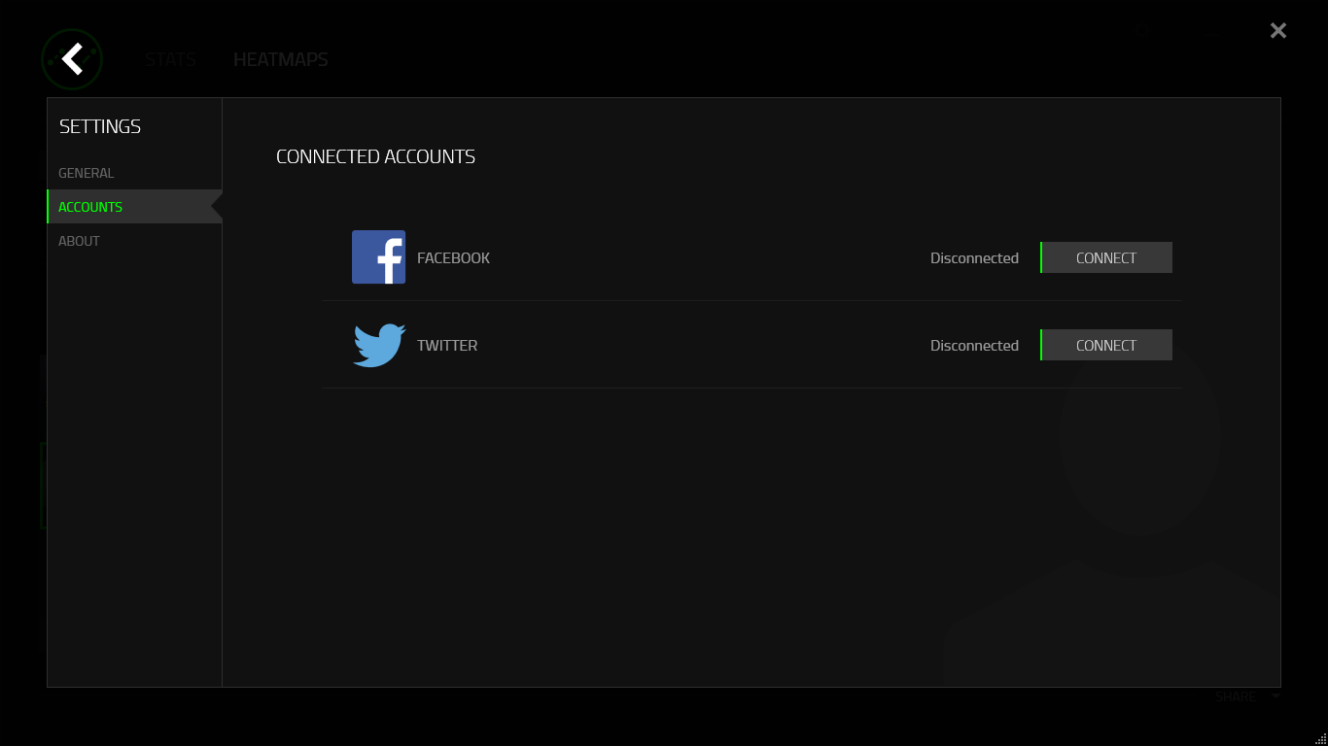 STATS HEATMAPS
SETTINGS
GENERAL
ACCOUNTS
ABOUT
CONNECTED ACCOUNTS
FACEBOOK Disconnected CONNECT
TWITTER Disconnected CONNECT
SHARE